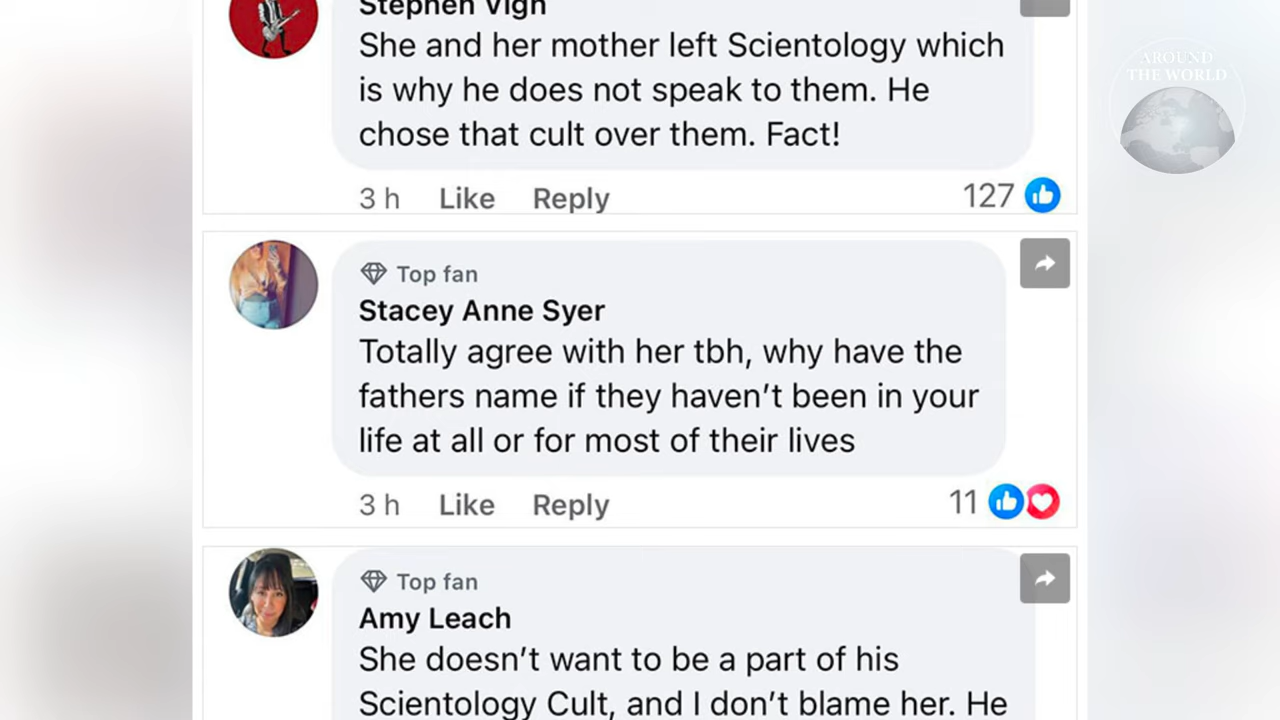 Stephen Vigh
She and her mother left Scientology which
is why he does not speak to them. He
chose that cult over them. Fact!
3 h Like Reply 127
Top fan
Stacey Anne Syer
Totally agree with her tbh, why have the
fathers name if they haven’t been in your
life at all or for most of their lives
3 h Like Reply 11
Top fan
Amy Leach
She doesn’t want to be a part of his
Scientology Cult, and I don’t blame her. He
AROUND
THE WORLD